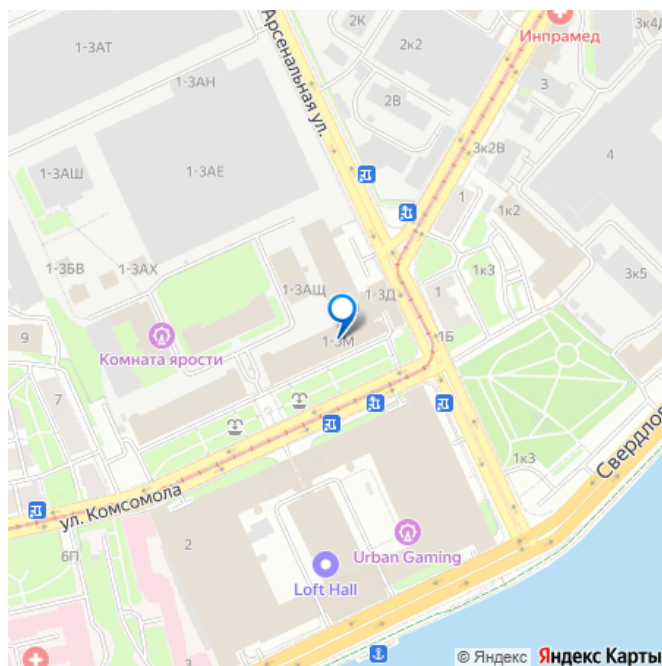 1-3АТ
2К
2к2
Инпрамед
3к4Д
Арсенальная ул.
1-3АН
2В
3
3к2В
4
1-3АШ
1-3АЕ
1
1к2
1-3БВ
1-3АХ
1-3АЩ
1-3Д
1к3
3к5
1
9
Комната ярости
1-3М
1Б
7
1к3
Свердлов
ул. Комсомола
6П
2
Urban Gaming
Loft Hall
3
© Яндекс Яндекс Карты